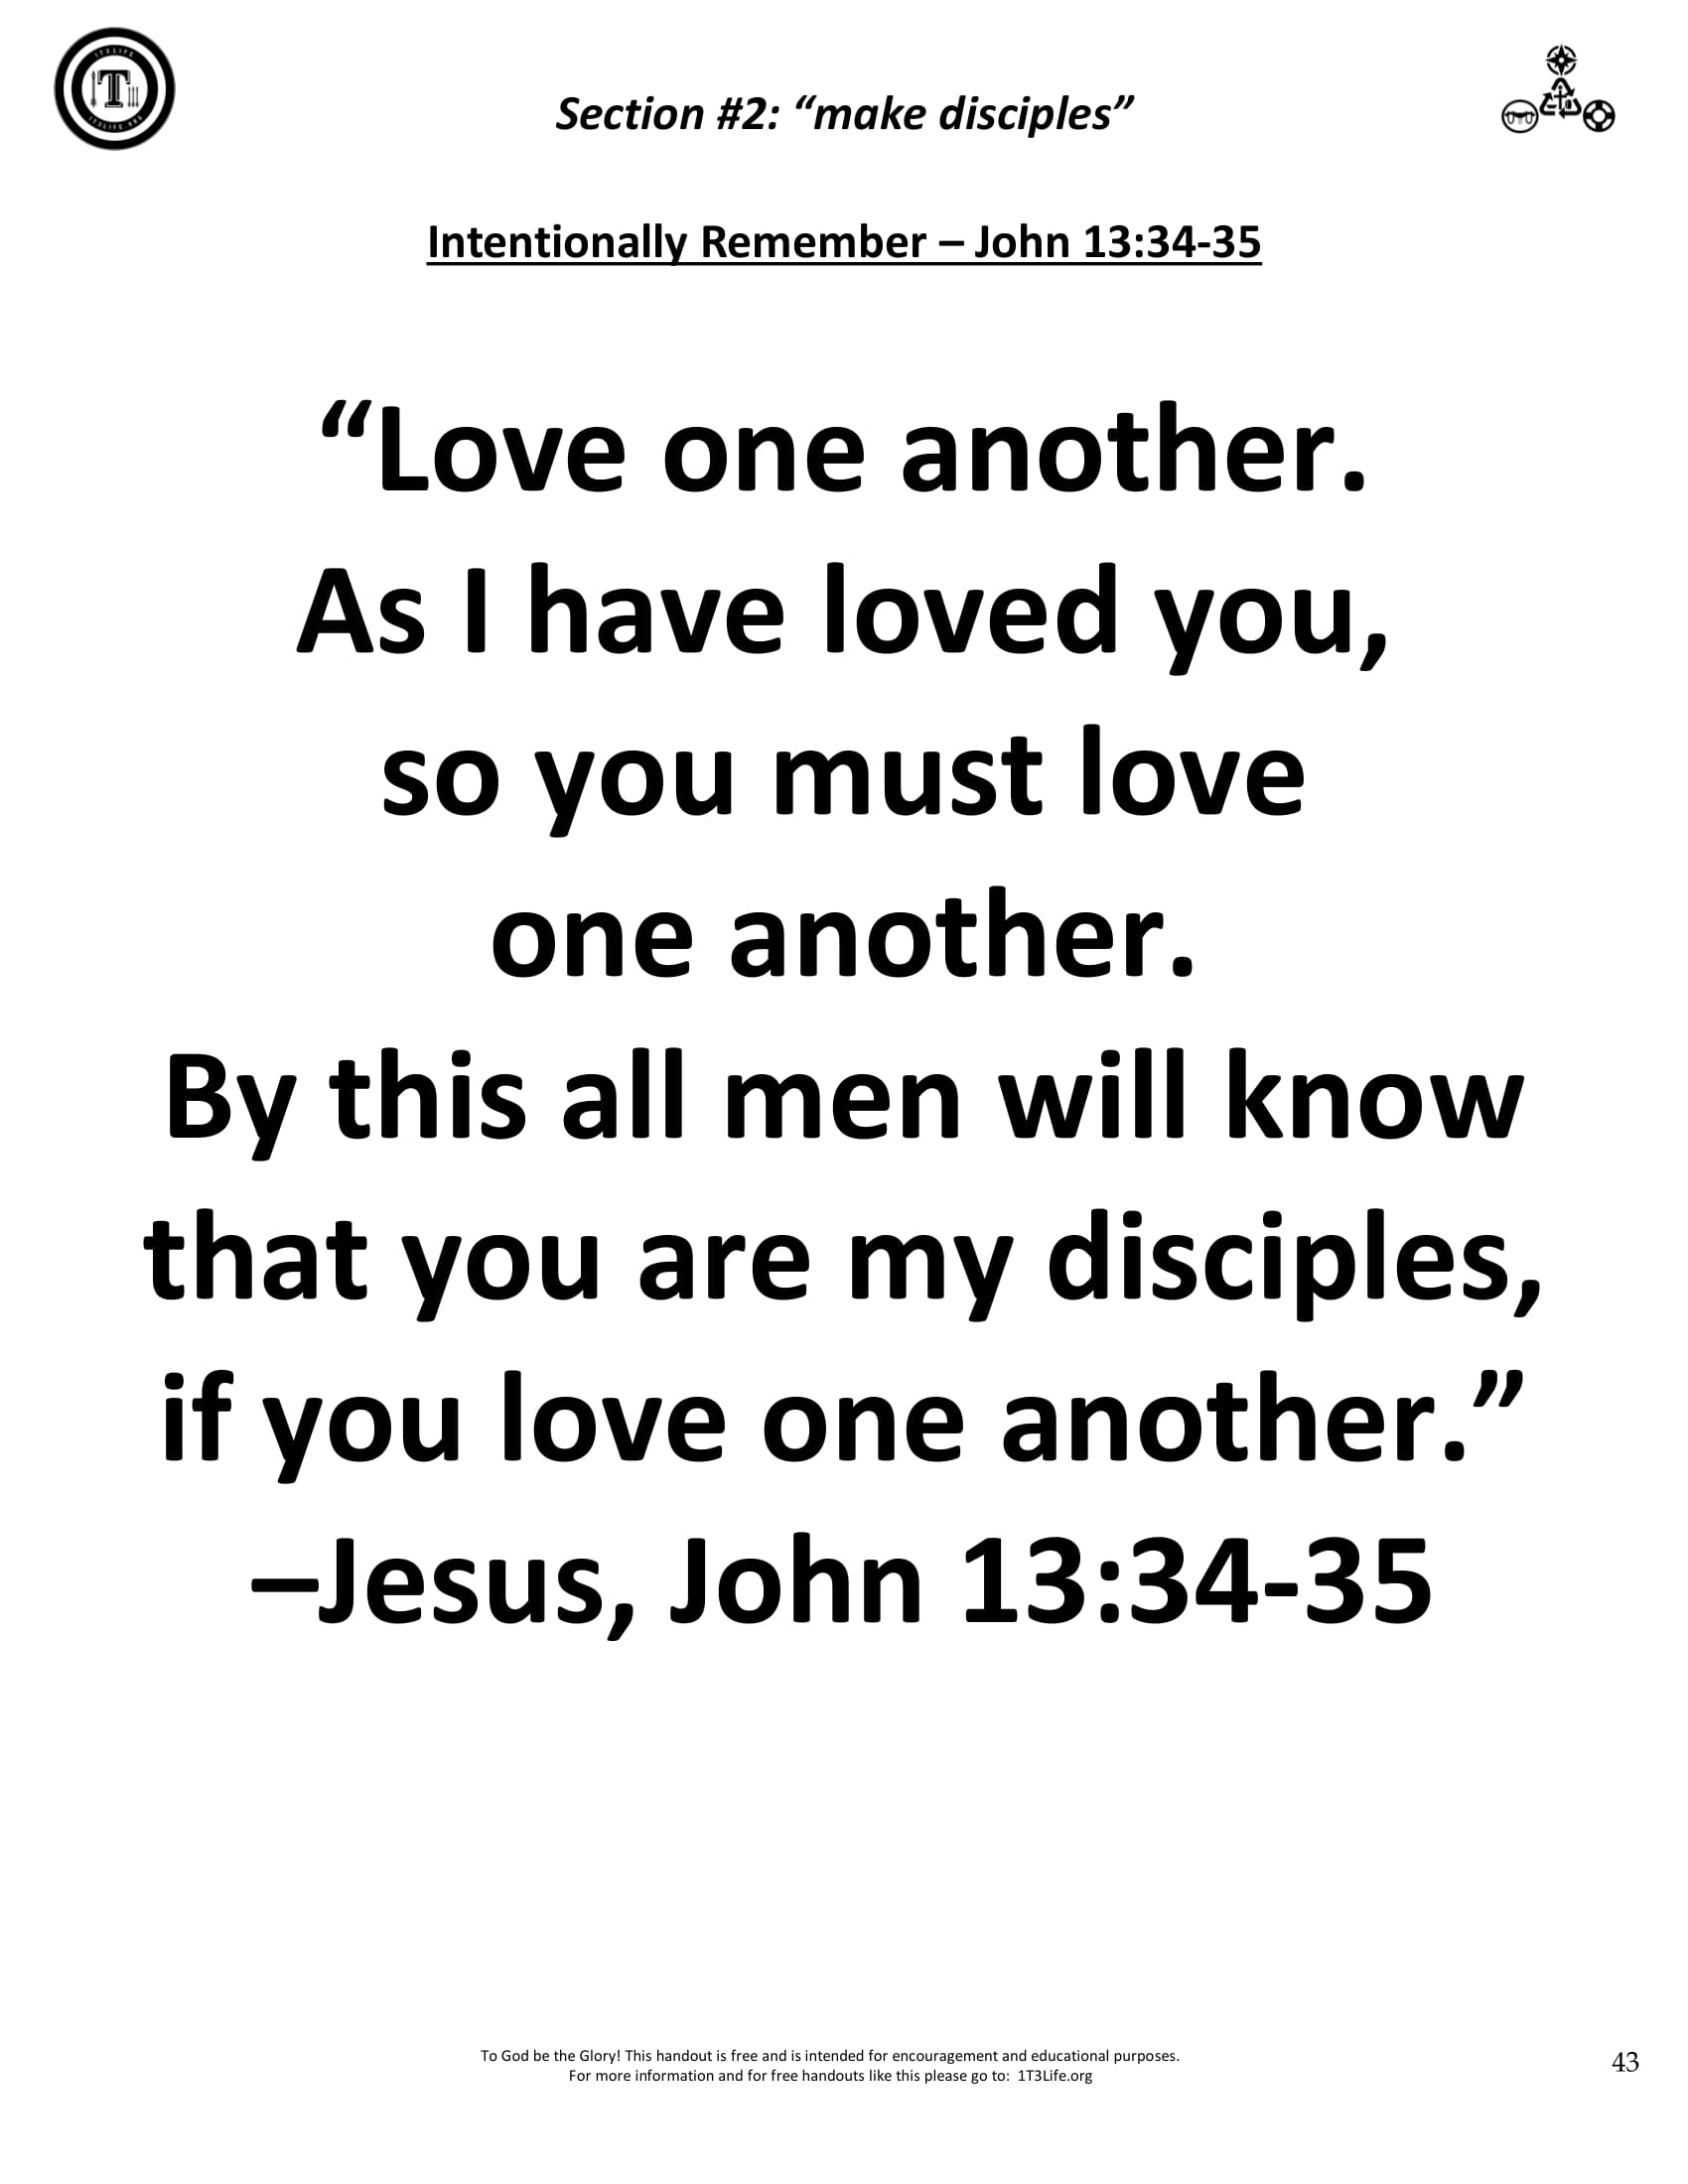 1T3LIFE
T
1T3LIFE.ORG
Section #2: “make disciples”
Intentionally Remember – John 13:34-35
“Love one another.
As I have loved you,
so you must love
one another.
By this all men will know
that you are my disciples,
if you love one another.”
–Jesus, John 13:34-35
To God be the Glory! This handout is free and is intended for encouragement and educational purposes.
For more information and for free handouts like this please go to:  1T3Life.org
43